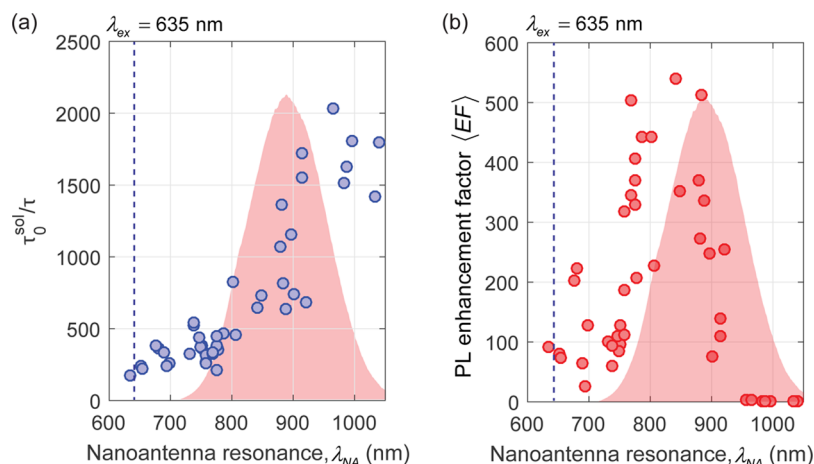 (a)
λex = 635 nm
2500
2000
1500
1000
500
0
τ0sol/τ
600 700 800 900 1000
Nanoantenna resonance, λNA (nm)
(b)
λex = 635 nm
600
500
400
300
200
100
0
PL enhancement factor ⟨EF⟩
600 700 800 900 1000
Nanoantenna resonance, λNA (nm)